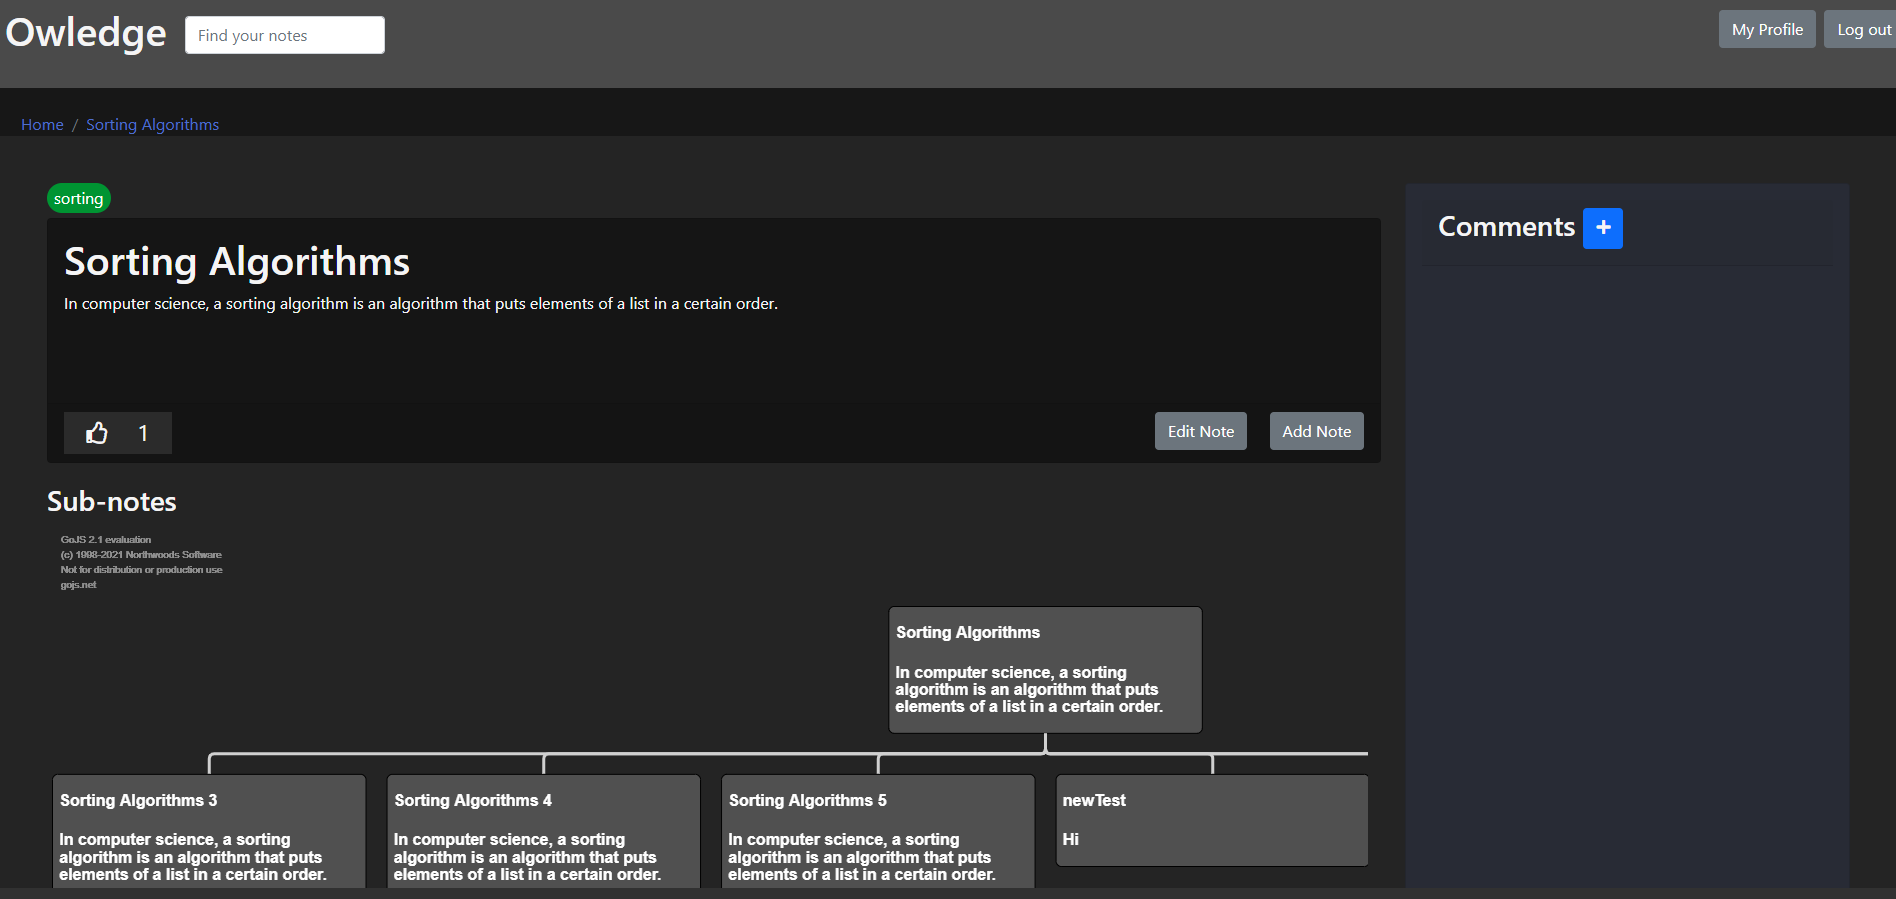 Owledge
Find your notes
My Profile
Log out
Home / Sorting Algorithms
sorting
Sorting Algorithms
In computer science, a sorting algorithm is an algorithm that puts elements of a list in a certain order.
1
Edit Note
Add Note
Comments +
Sub-notes
GoJS 2.1 evaluation
(c) 1998-2021 Northwoods Software
Not for distribution or production use
gojs.net
Sorting Algorithms
In computer science, a sorting
algorithm is an algorithm that puts
elements of a list in a certain order.
Sorting Algorithms 3
In computer science, a sorting
algorithm is an algorithm that puts
elements of a list in a certain order.
Sorting Algorithms 4
In computer science, a sorting
algorithm is an algorithm that puts
elements of a list in a certain order.
Sorting Algorithms 5
In computer science, a sorting
algorithm is an algorithm that puts
elements of a list in a certain order.
newTest
Hi